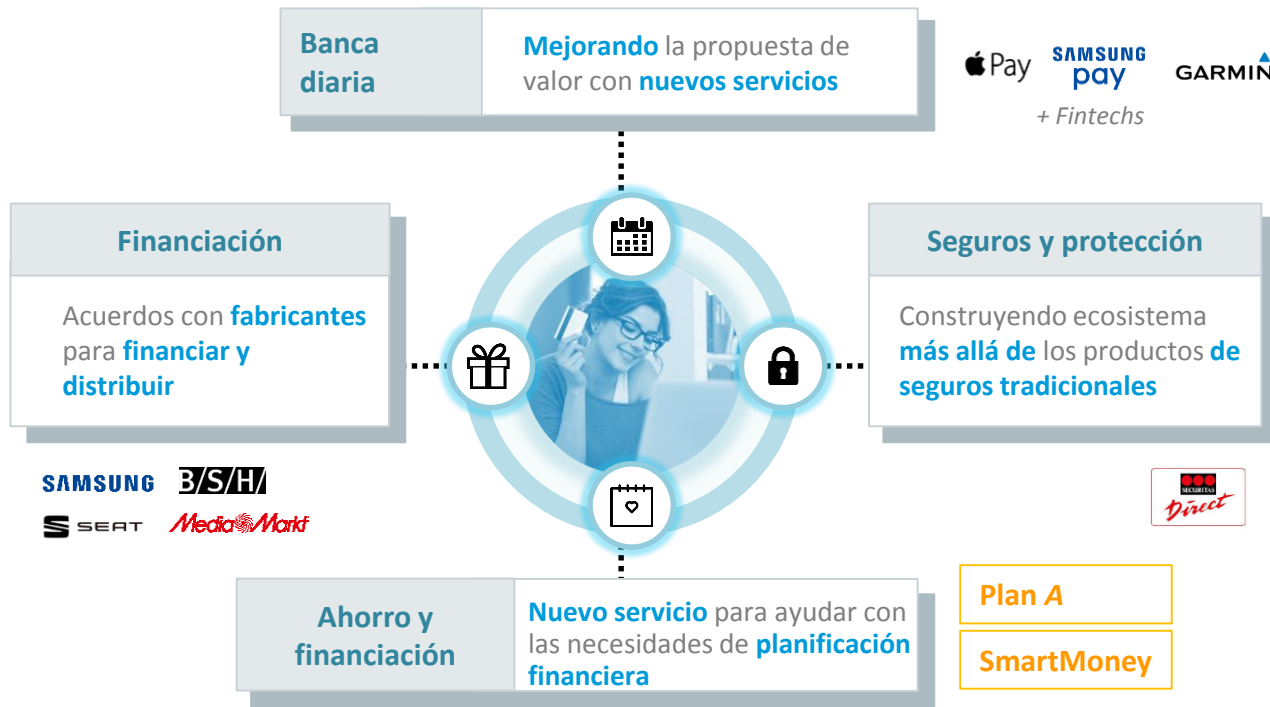 Banca
diaria
Mejorando la propuesta de
valor con nuevos servicios
Pay
SAMSUNG
pay
GARMIN
+ Fintechs
Financiación
Acuerdos con fabricantes
para financiar y
distribuir
Seguros y protección
Construyendo ecosistema
más allá de los productos de
seguros tradicionales
SAMSUNG
B/S/H/
SEAT
MediaMarkt
SECURITAS
Direct
Ahorro y
financiación
Nuevo servicio para ayudar con
las necesidades de planificación
financiera
Plan A
SmartMoney